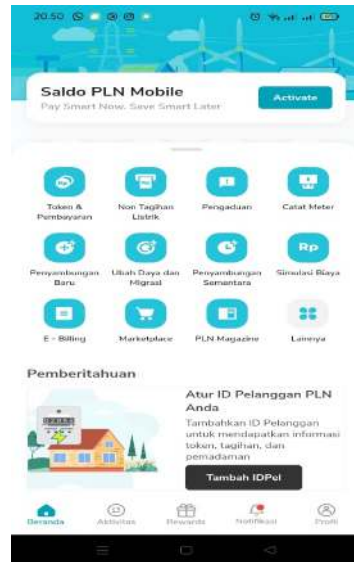 20.50
Saldo PLN Mobile
Pay Smart Now, Save Smart Later
Activate
Token &
Pembayaran
Non Tagihan
Listrik
Pengaduan
Catat Meter
Penyambungan
Baru
Ubah Daya dan
Migrasi
Penyambungan
Sementara
Rp
Simulasi Biaya
E - Billing
Marketplace
PLN Magazine
Lainnya
Pemberitahuan
Atur ID Pelanggan PLN
Anda
Tambahkan ID Pelanggan
untuk mendapatkan informasi
token, tagihan, dan
pemadaman
Tambah IDPel
Beranda
Aktivitas
Rewards
Notifikasi
Profil